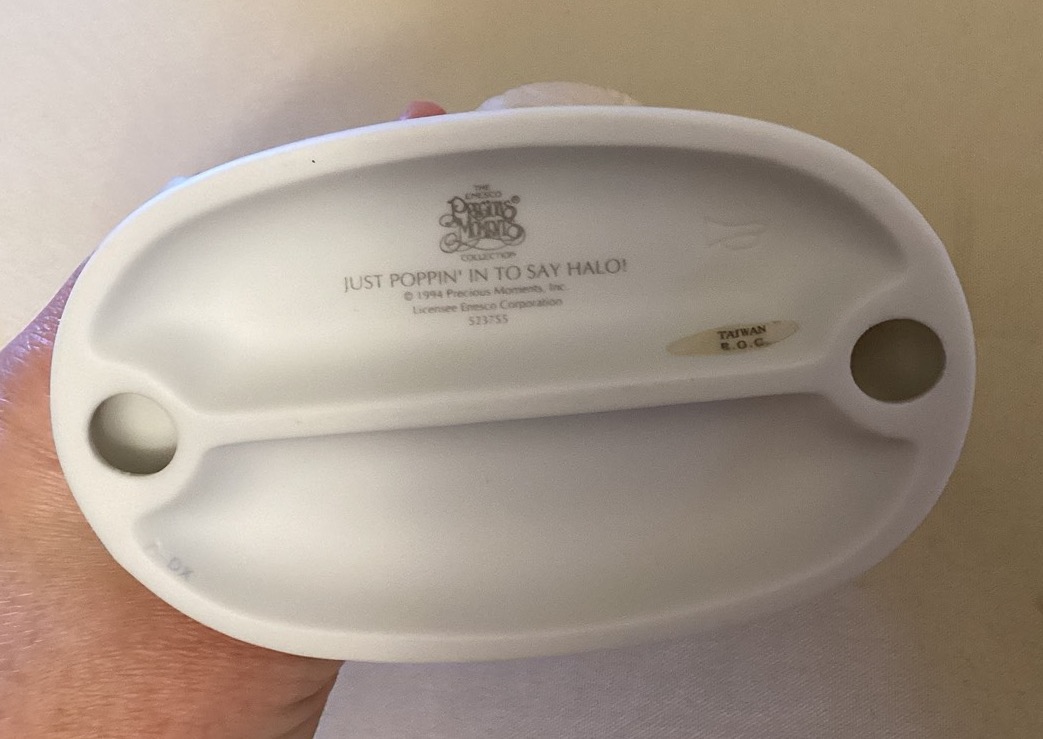 THE
ENESCO
PRECIOUS®
MOMENTS
COLLECTION
JUST POPPIN' IN TO SAY HALO!
© 1994 Precious Moments, Inc.
Licensee Enesco Corporation
523755
TAIWAN
R.O.C.
DX